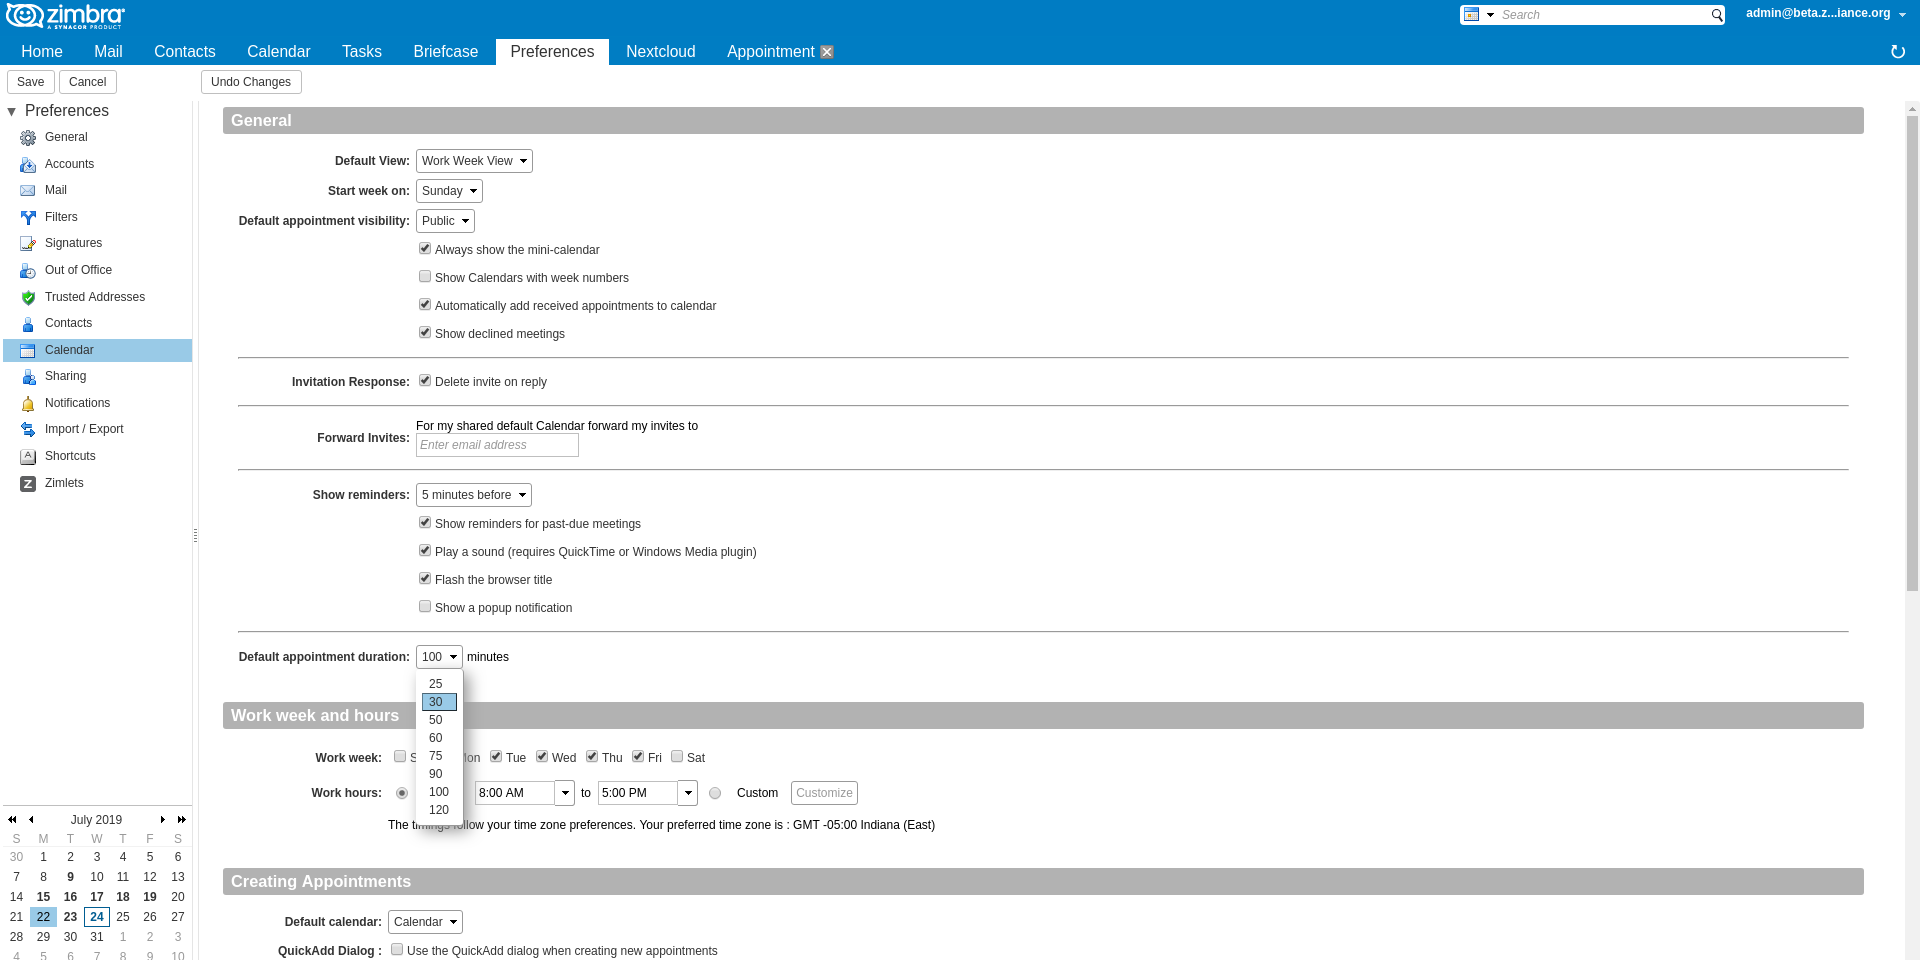 zimbra
A SYNACOR PRODUCT
Search
admin@beta.z...iance.org
Home Mail Contacts Calendar Tasks Briefcase Preferences Nextcloud Appointment
Save Cancel Undo Changes
Preferences
General
Accounts
Mail
Filters
Signatures
Out of Office
Trusted Addresses
Contacts
Calendar
Sharing
Notifications
Import / Export
Shortcuts
Zimlets
July 2019
S M T W T F S
30 1 2 3 4 5 6
7 8 9 10 11 12 13
14 15 16 17 18 19 20
21 22 23 24 25 26 27
28 29 30 31 1 2 3
4 5 6 7 8 9 10
General
Default View: Work Week View
Start week on: Sunday
Default appointment visibility: Public
Always show the mini-calendar
Show Calendars with week numbers
Automatically add received appointments to calendar
Show declined meetings
Invitation Response: Delete invite on reply
For my shared default Calendar forward my invites to
Forward Invites: Enter email address
Show reminders: 5 minutes before
Show reminders for past-due meetings
Play a sound (requires QuickTime or Windows Media plugin)
Flash the browser title
Show a popup notification
Default appointment duration: 100 minutes
25
30
50
60
75
90
100
120
Work week and hours
Work week: Tue Wed Thu Fri Sat
Work hours: 8:00 AM to 5:00 PM Custom Customize
The timings follow your time zone preferences. Your preferred time zone is : GMT -05:00 Indiana (East)
Creating Appointments
Default calendar: Calendar
QuickAdd Dialog : Use the QuickAdd dialog when creating new appointments